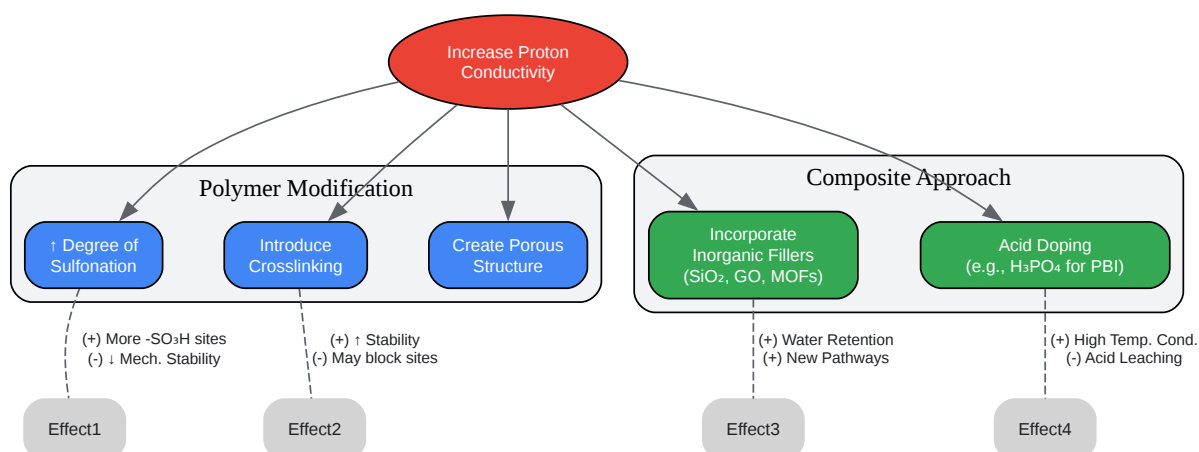 Increase Proton
Conductivity
Polymer Modification
Composite Approach
↑ Degree of
Sulfonation
Introduce
Crosslinking
Create Porous
Structure
Incorporate
Inorganic Fillers
(SiO₂, GO, MOFs)
Acid Doping
(e.g., H₃PO₄ for PBI)
(+) More -SO₃H sites
(-) ↓ Mech. Stability
(+) ↑ Stability
(-) May block sites
(+) Water Retention
(+) New Pathways
(+) High Temp. Cond.
(-) Acid Leaching
Effect1
Effect2
Effect3
Effect4